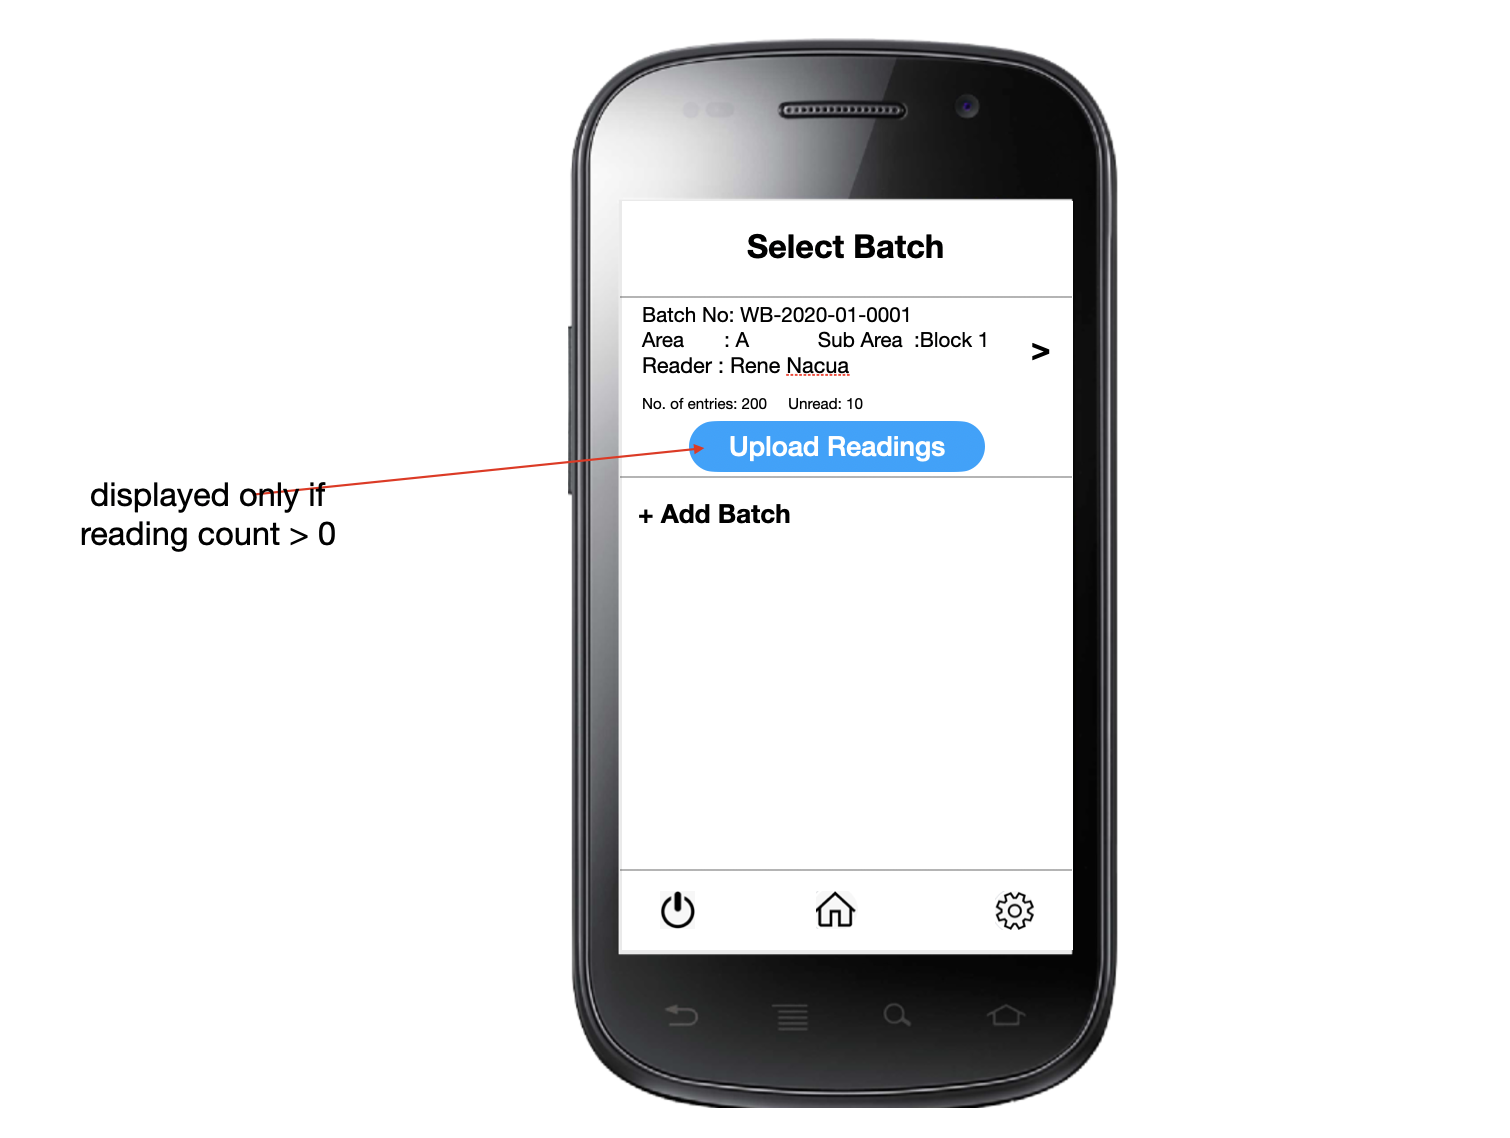 Select Batch
Batch No: WB-2020-01-0001
Area : A Sub Area :Block 1
Reader : Rene Nacua
>
No. of entries: 200 Unread: 10
Upload Readings
displayed only if
reading count > 0
+ Add Batch